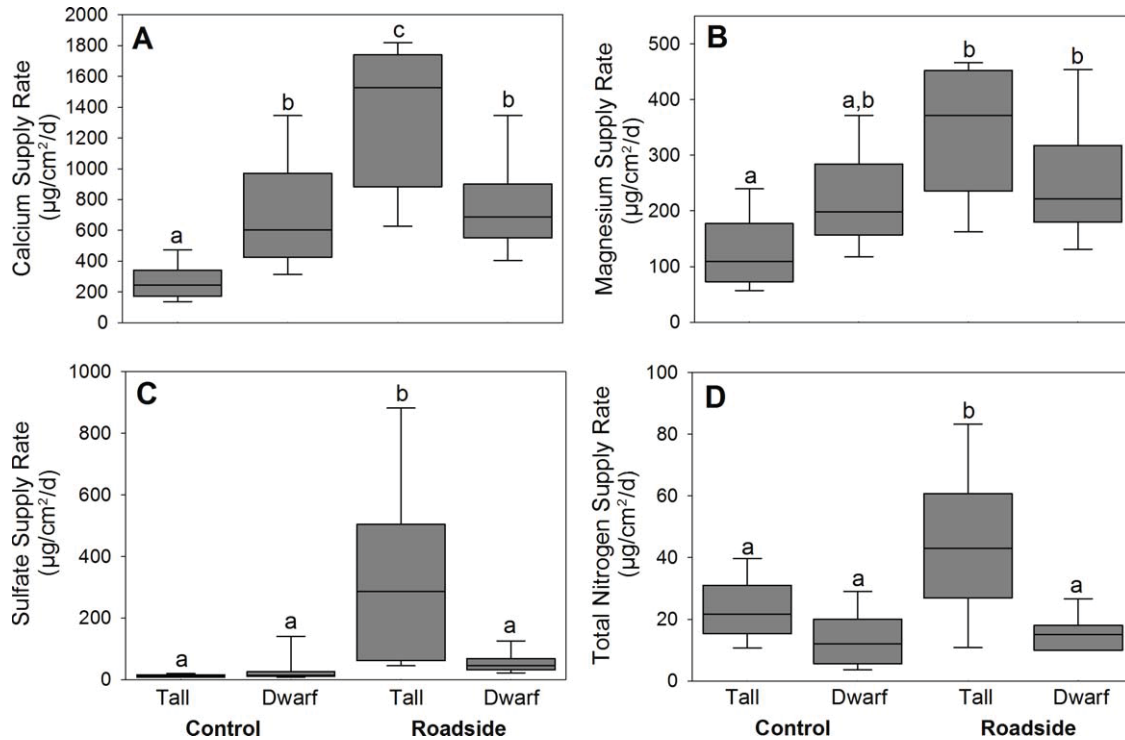 A
Calcium Supply Rate
(µg/cm²/d)
2000
1800
1600
1400
1200
1000
800
600
400
200
0
a
b
c
b
B
Magnesium Supply Rate
(µg/cm²/d)
500
400
300
200
100
0
a
a,b
b
b
C
Sulfate Supply Rate
(µg/cm²/d)
1000
800
600
400
200
0
a
a
b
a
Tall Dwarf Tall Dwarf
Control Roadside
D
Total Nitrogen Supply Rate
(µg/cm²/d)
100
80
60
40
20
0
a
a
b
a
Tall Dwarf Tall Dwarf
Control Roadside